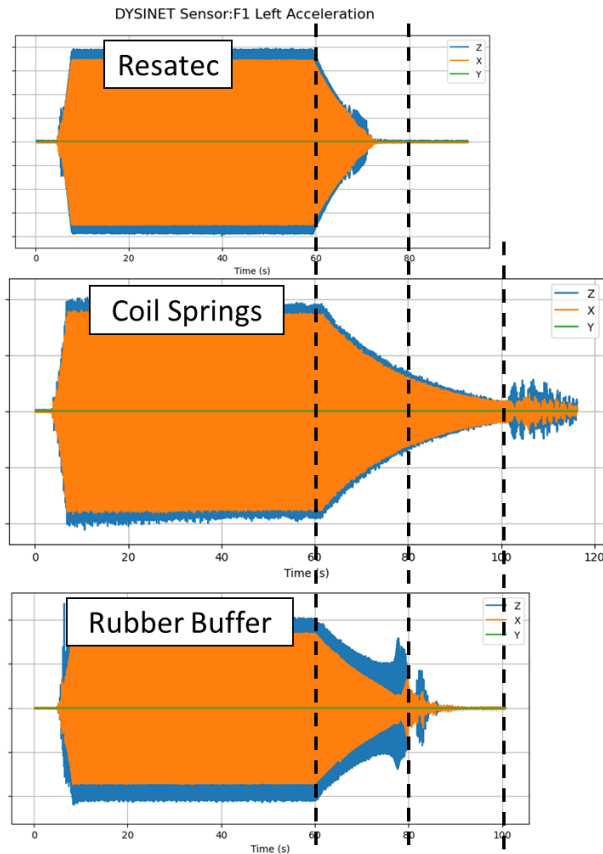 DYSINET Sensor:F1 Left Acceleration
Resatec
Z
X
Y
0 20 40 60 80
Time (s)
Coil Springs
Z
X
Y
0 20 40 60 80 100 120
Time (s)
Rubber Buffer
Z
X
Y
0 20 40 60 80 100
Time (s)